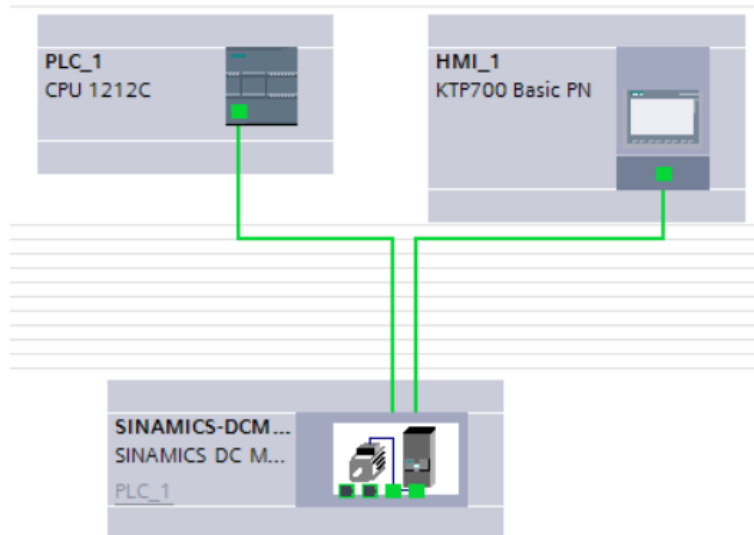 PLC_1
CPU 1212C
HMI_1
KTP700 Basic PN
SINAMICS-DCM...
SINAMICS DC M...
PLC_1